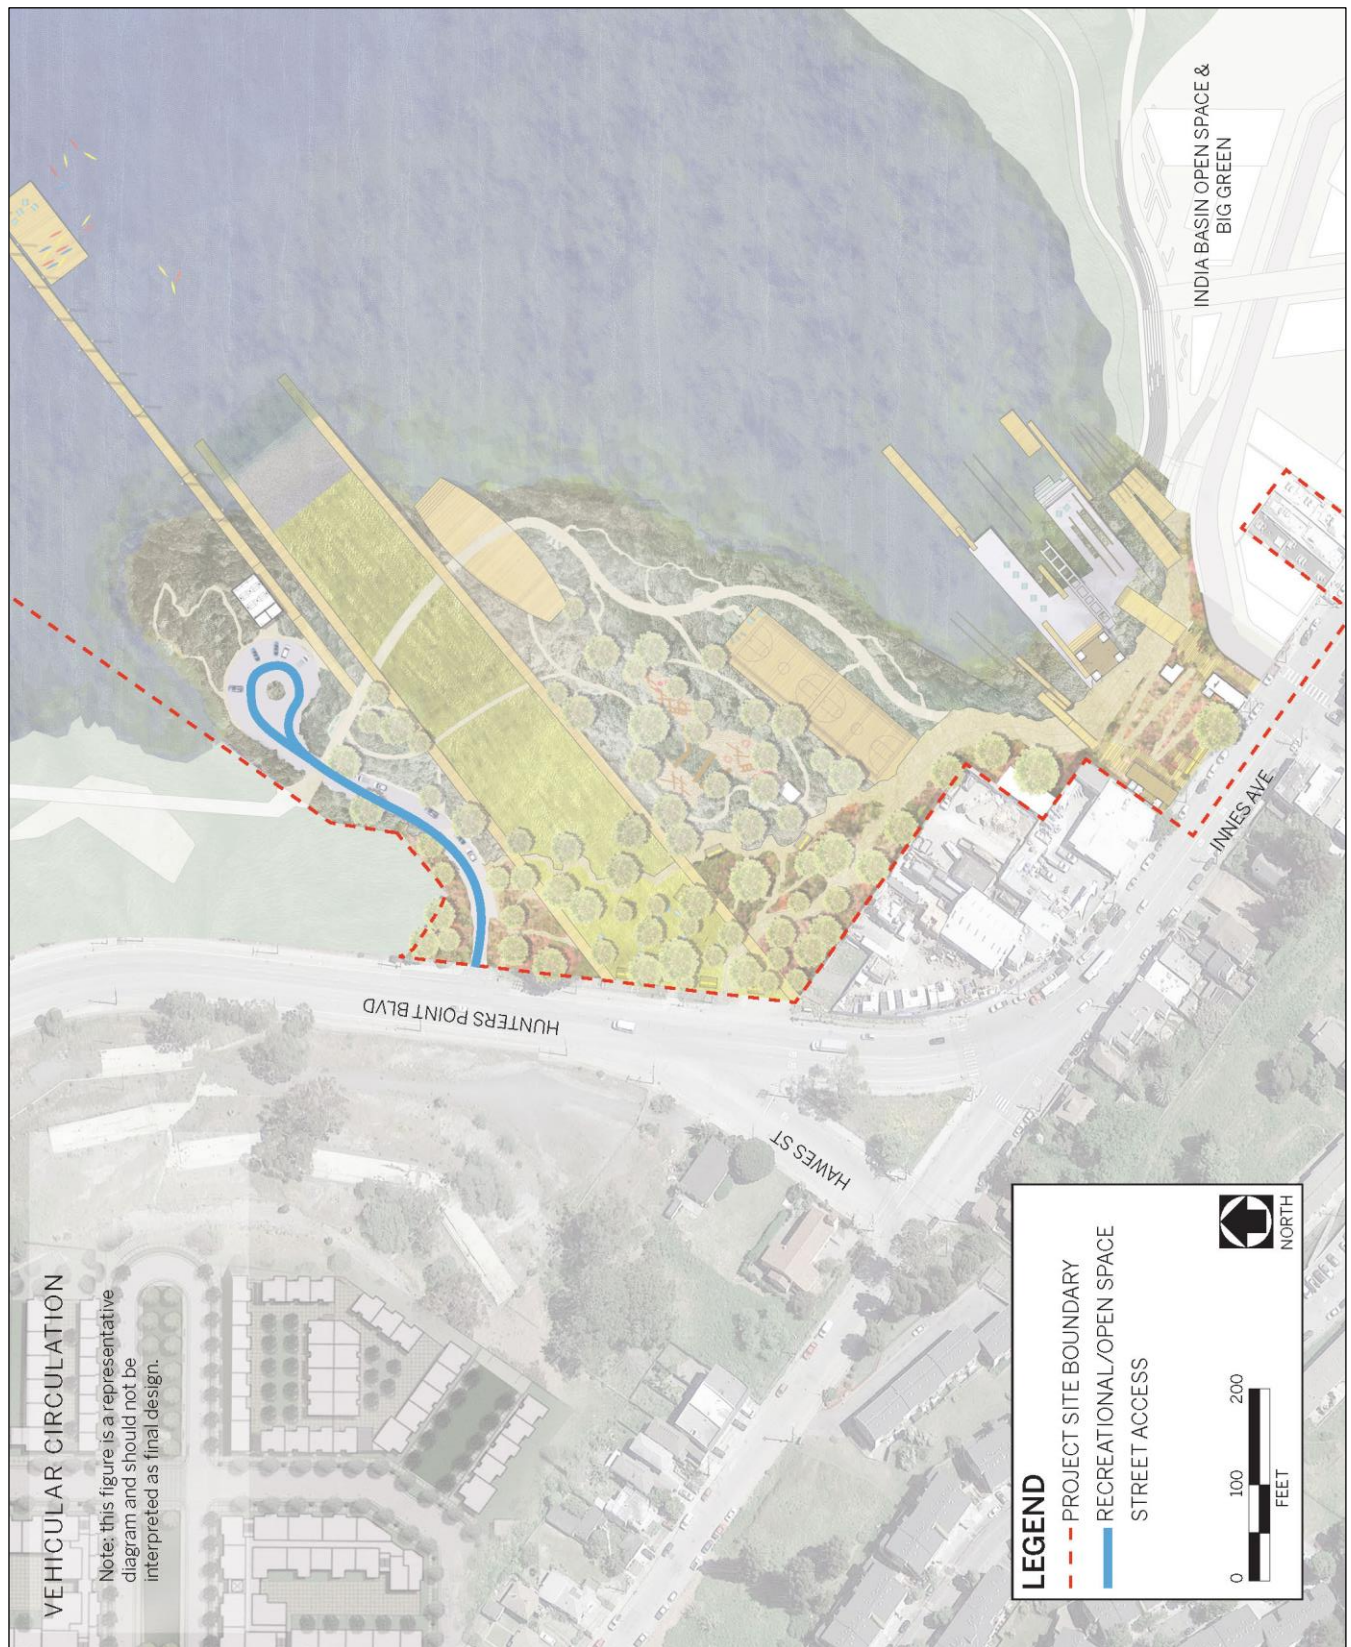 VEHICULAR CIRCULATION
Note: this figure is a representative
diagram and should not be
interpreted as final design.
HUNTERS POINT BLVD
HAWES ST
INNES AVE
INDIA BASIN OPEN SPACE &
BIG GREEN
LEGEND
PROJECT SITE BOUNDARY
RECREATIONAL/OPEN SPACE
STREET ACCESS
0 100 200
FEET
NORTH